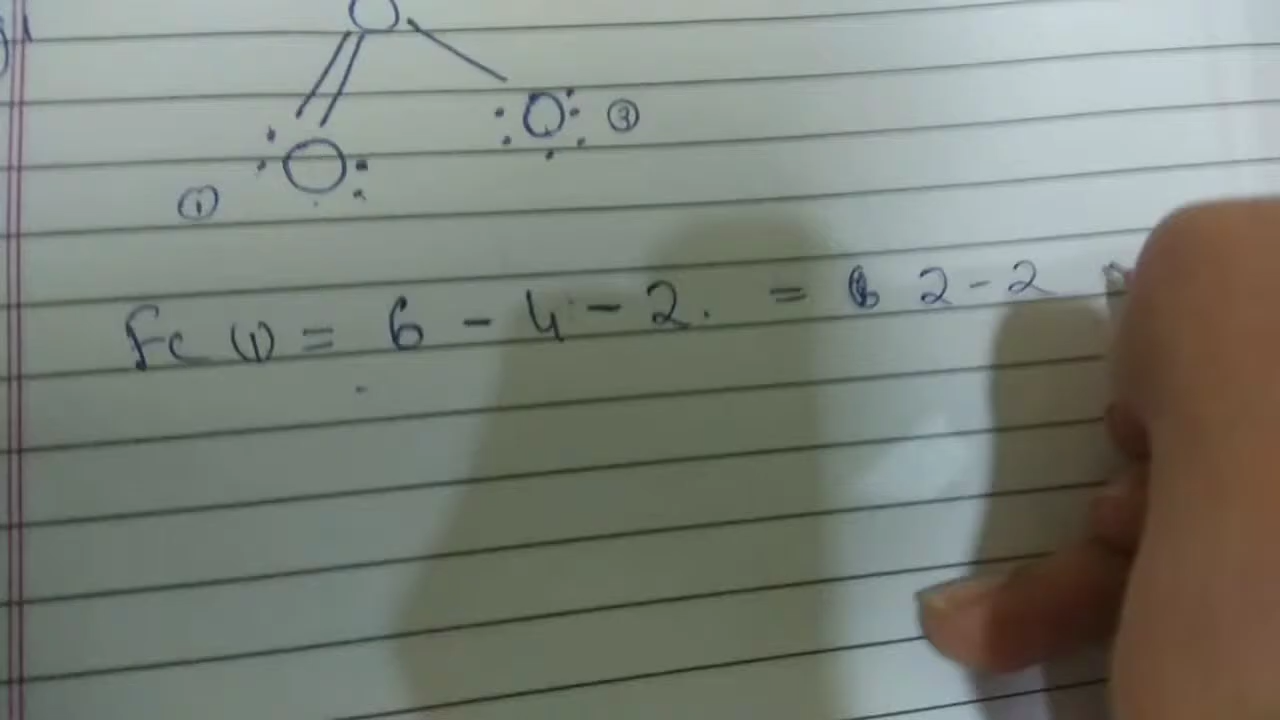 O
O ③
① O
FC (1) = 6 - 4 - 2. = 2 - 2